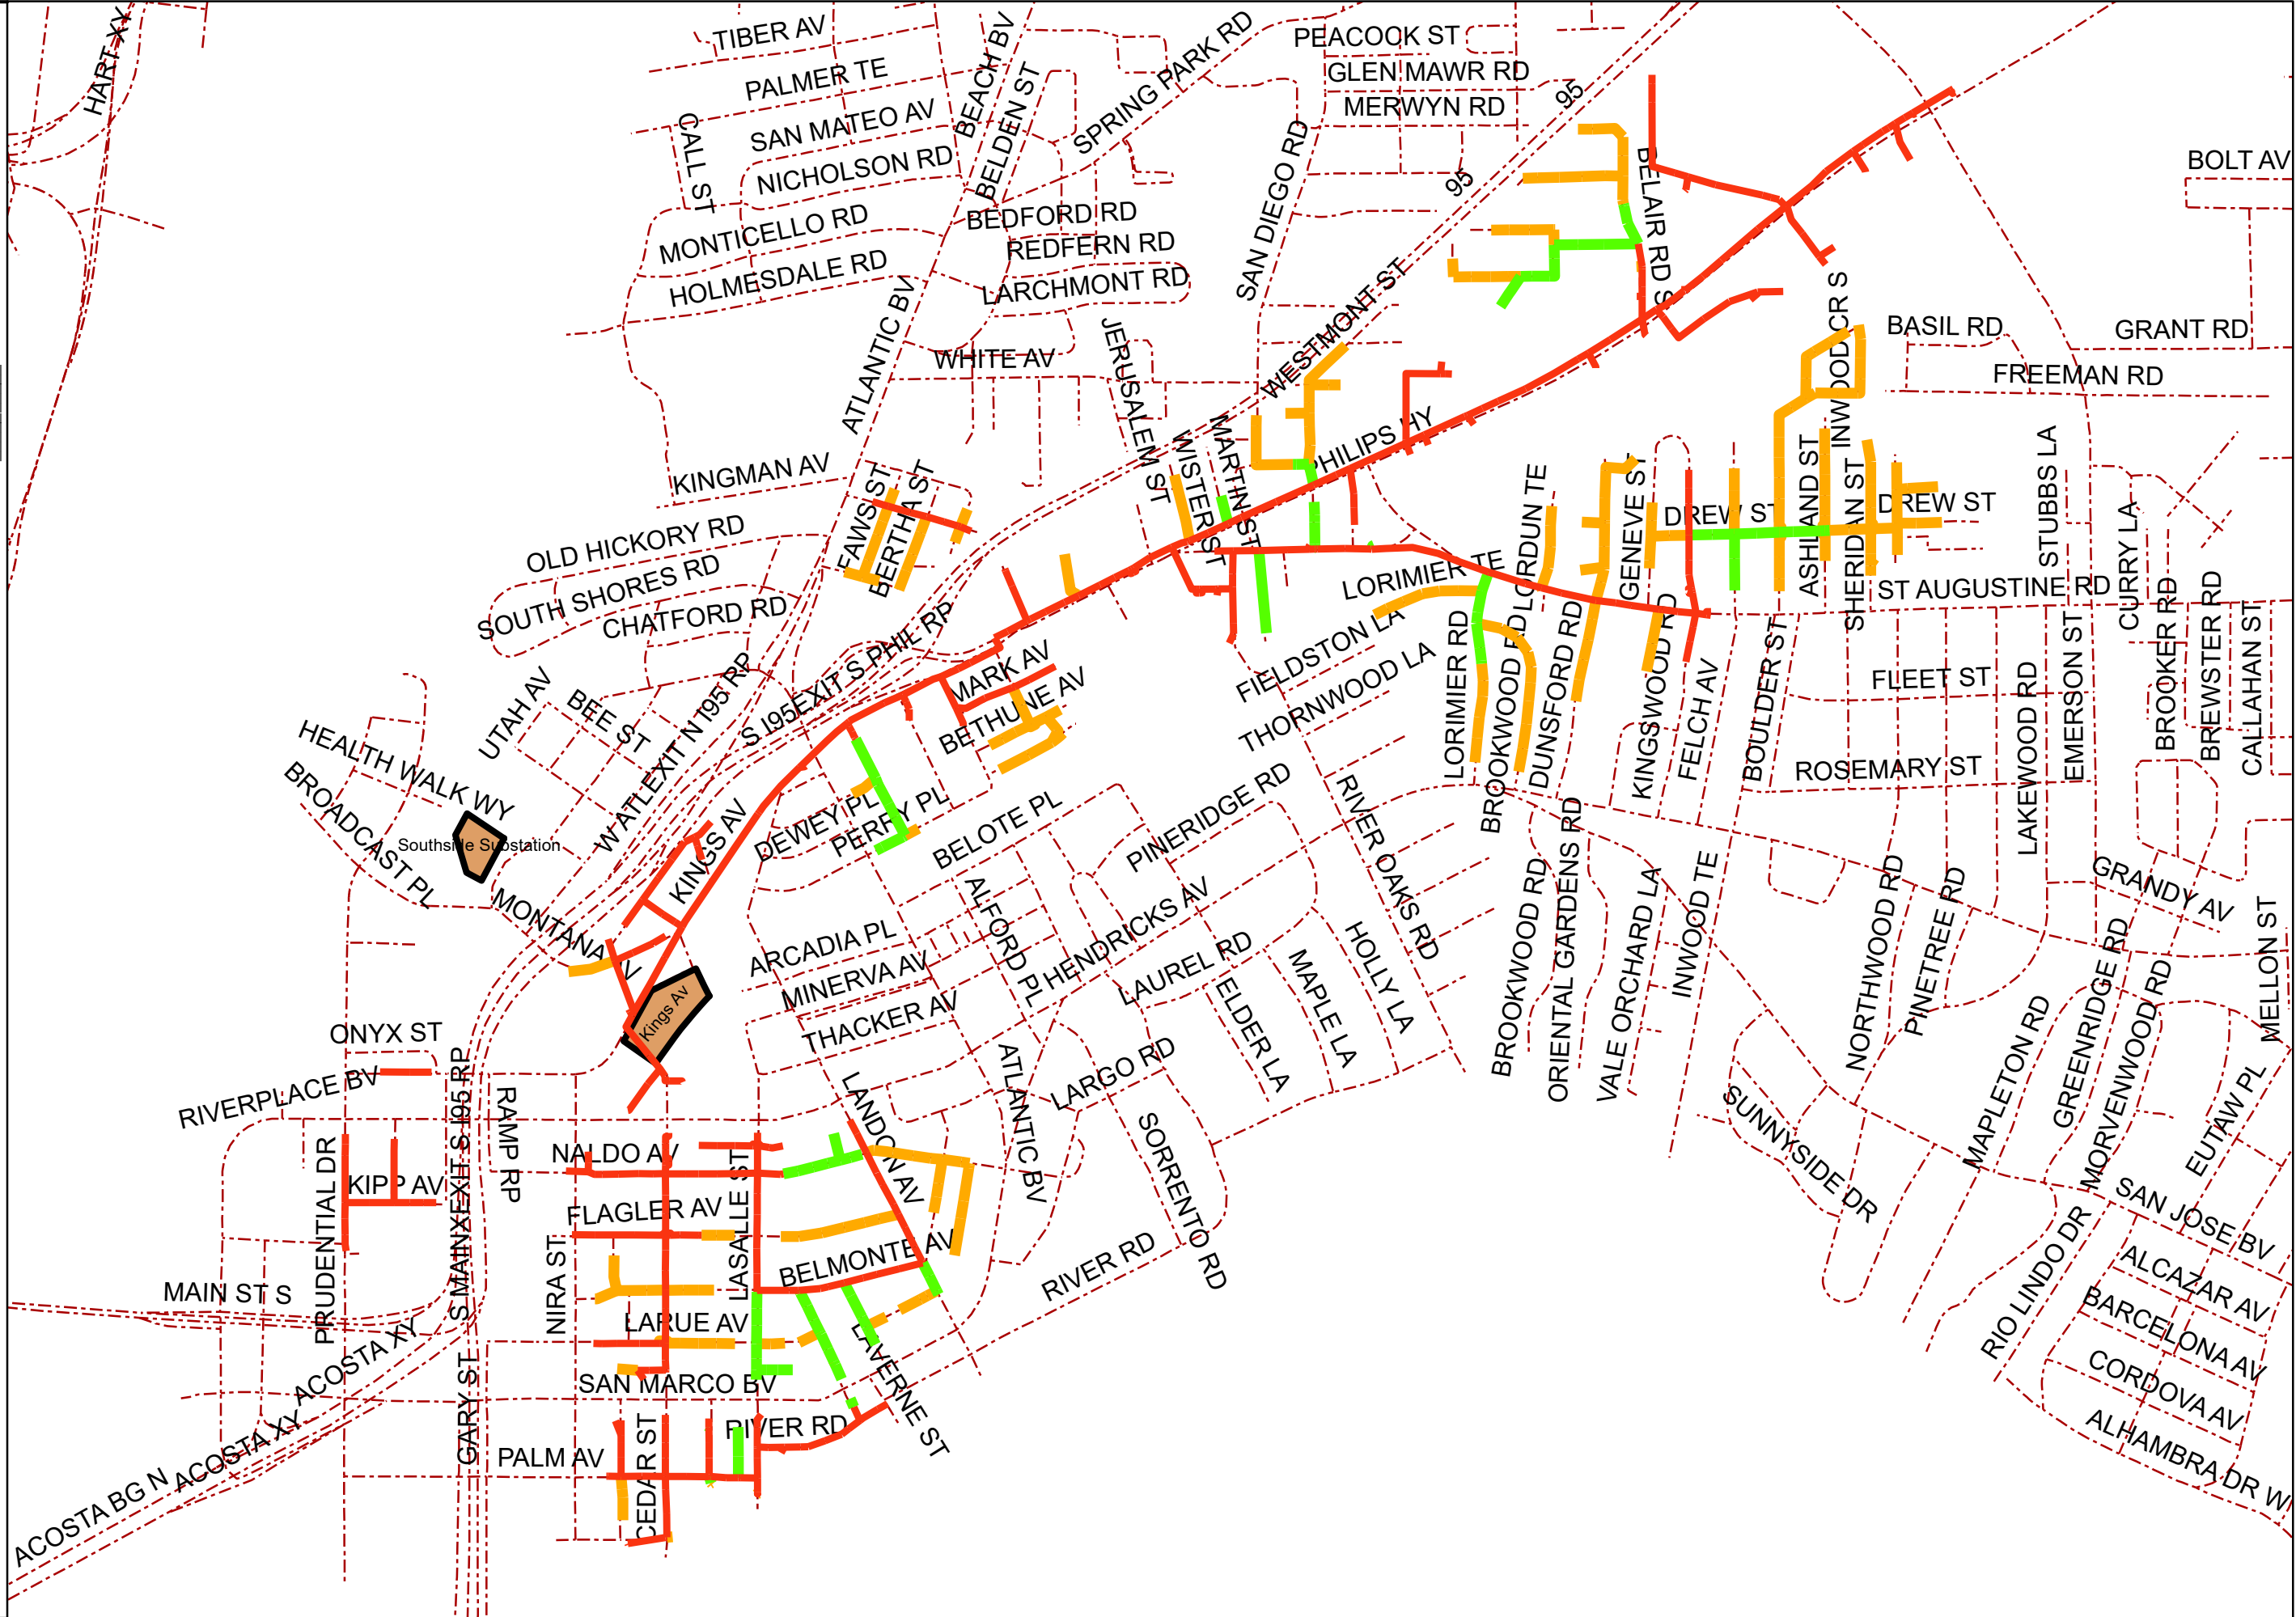 HART XY
TIBER AV
PALMER TE
SAN MATEO AV
NICHOLSON RD
CALL ST
MONTICELLO RD
HOLMESDALE RD
BEACH BV
BELDEN ST
SPRING PARK RD
BEDFORD RD
REDFERN RD
LARCHMONT RD
WHITE AV
ATLANTIC BV
PEACOCK ST
GLEN MAWR RD
MERWYN RD
95
95
SAN DIEGO RD
WESTMONT ST
BELAIR RD S
BOLT AV
BASIL RD
GRANT RD
FREEMAN RD
INWOOD CR S
JERUSALEM ST
WISTER ST
MARTIN ST
PHILIPS HY
KINGMAN AV
OLD HICKORY RD
SOUTH SHORES RD
CHATFORD RD
FAWS ST
BERTHA ST
LORDUN TE
GENEVE ST
DREW ST
ASHLAND ST
SHERIDAN ST
DREW ST
STUBBS LA
CURRY LA
LORIMIER TE
ST AUGUSTINE RD
BROOKER RD
BREWSTER RD
CALLAHAN ST
FIELDSTON LA
THORNWOOD LA
LORIMIER RD
BROOKWOOD RD
DUNSFORD RD
KINGSWOOD RD
FELCH AV
BOULDER ST
FLEET ST
ROSEMARY ST
LAKEWOOD RD
EMERSON ST
UTAH AV
BEE ST
W ATLEXIT N I95 RP
S I95EXIT S PHIL RP
MARK AV
BETHUNE AV
HEALTH WALK WY
BROADCAST PL
Southside Substation
MONTANA AV
KINGS AV
Kings Av
DEWEY PL
PERRY PL
BELOTE PL
PINERIDGE RD
RIVER OAKS RD
ARCADIA PL
MINERVA AV
THACKER AV
ALFORD PL
HENDRICKS AV
LAUREL RD
ELDER LA
MAPLE LA
HOLLY LA
BROOKWOOD RD
ORIENTAL GARDENS RD
VALE ORCHARD LA
INWOOD TE
NORTHWOOD RD
PINETREE RD
GRANDY AV
MELLON ST
GREENRIDGE RD
MORVENWOOD RD
MAPLETON RD
EUTAW PL
SUNNYSIDE DR
ONYX ST
RIVERPLACE BV
RAMP RP
S MAINXEXIT S I95 RP
PRUDENTIAL DR
KIPP AV
MAIN ST S
NALDO AV
FLAGLER AV
NIRA ST
LASALLE ST
LARUE AV
BELMONTE AV
LANDON AV
ATLANTIC BV
LARGO RD
SORRENTO RD
RIVER RD
LAVERNE ST
SAN MARCO BV
RIVER RD
CEDAR ST
PALM AV
GARY ST
ACOSTA XY
ACOSTA XY
ACOSTA BG N
SAN JOSE BV
RIO LINDO DR
ALCAZAR AV
BARCELONA AV
CORDOVA AV
ALHAMBRA DR W